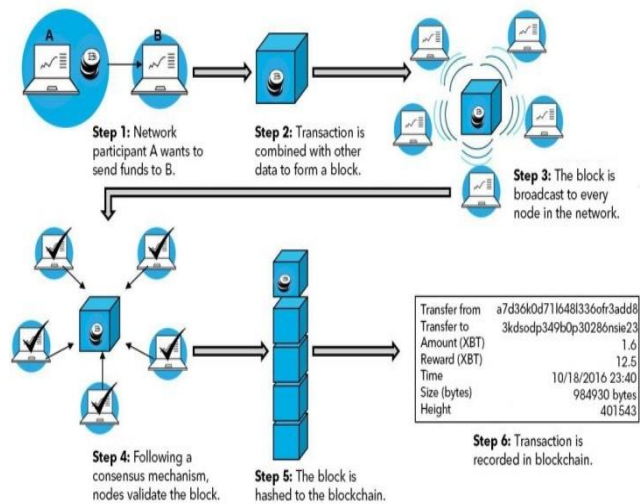 A
B
Step 1: Network
participant A wants to
send funds to B.
Step 2: Transaction is
combined with other
data to form a block.
Step 3: The block is
broadcast to every
node in the network.
Step 4: Following a
consensus mechanism,
nodes validate the block.
Step 5: The block is
hashed to the blockchain.
Transfer from a7d36k0d71l648l336ofr3add8
Transfer to 3kdsodp349b0p30286nsie23
Amount (XBT) 1.6
Reward (XBT) 12.5
Time 10/18/2016 23:40
Size (bytes) 984930 bytes
Height 401543
Step 6: Transaction is
recorded in blockchain.